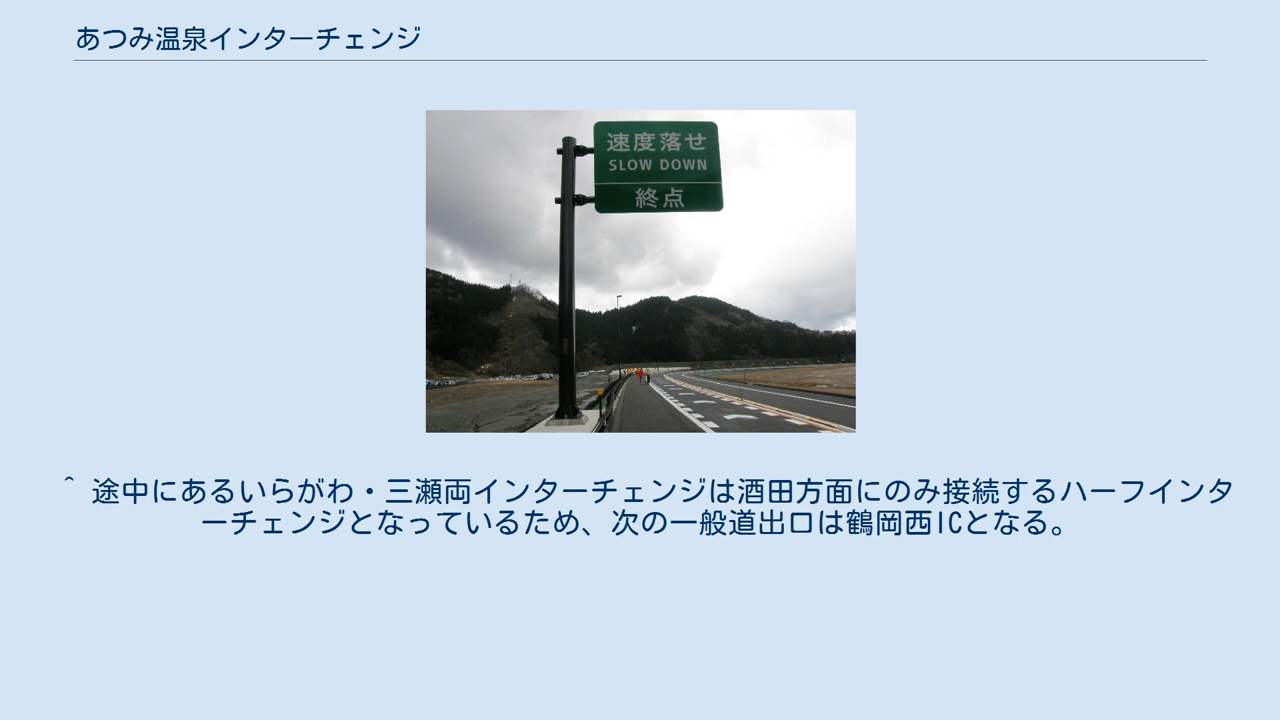 あつみ温泉インターチェンジ
速度落せ
SLOW DOWN
終点
^ 途中にあるいらがわ・三瀬両インターチェンジは酒田方面にのみ接続するハーフインタ
ーチェンジとなっているため、次の一般道出口は鶴岡西ICとなる。